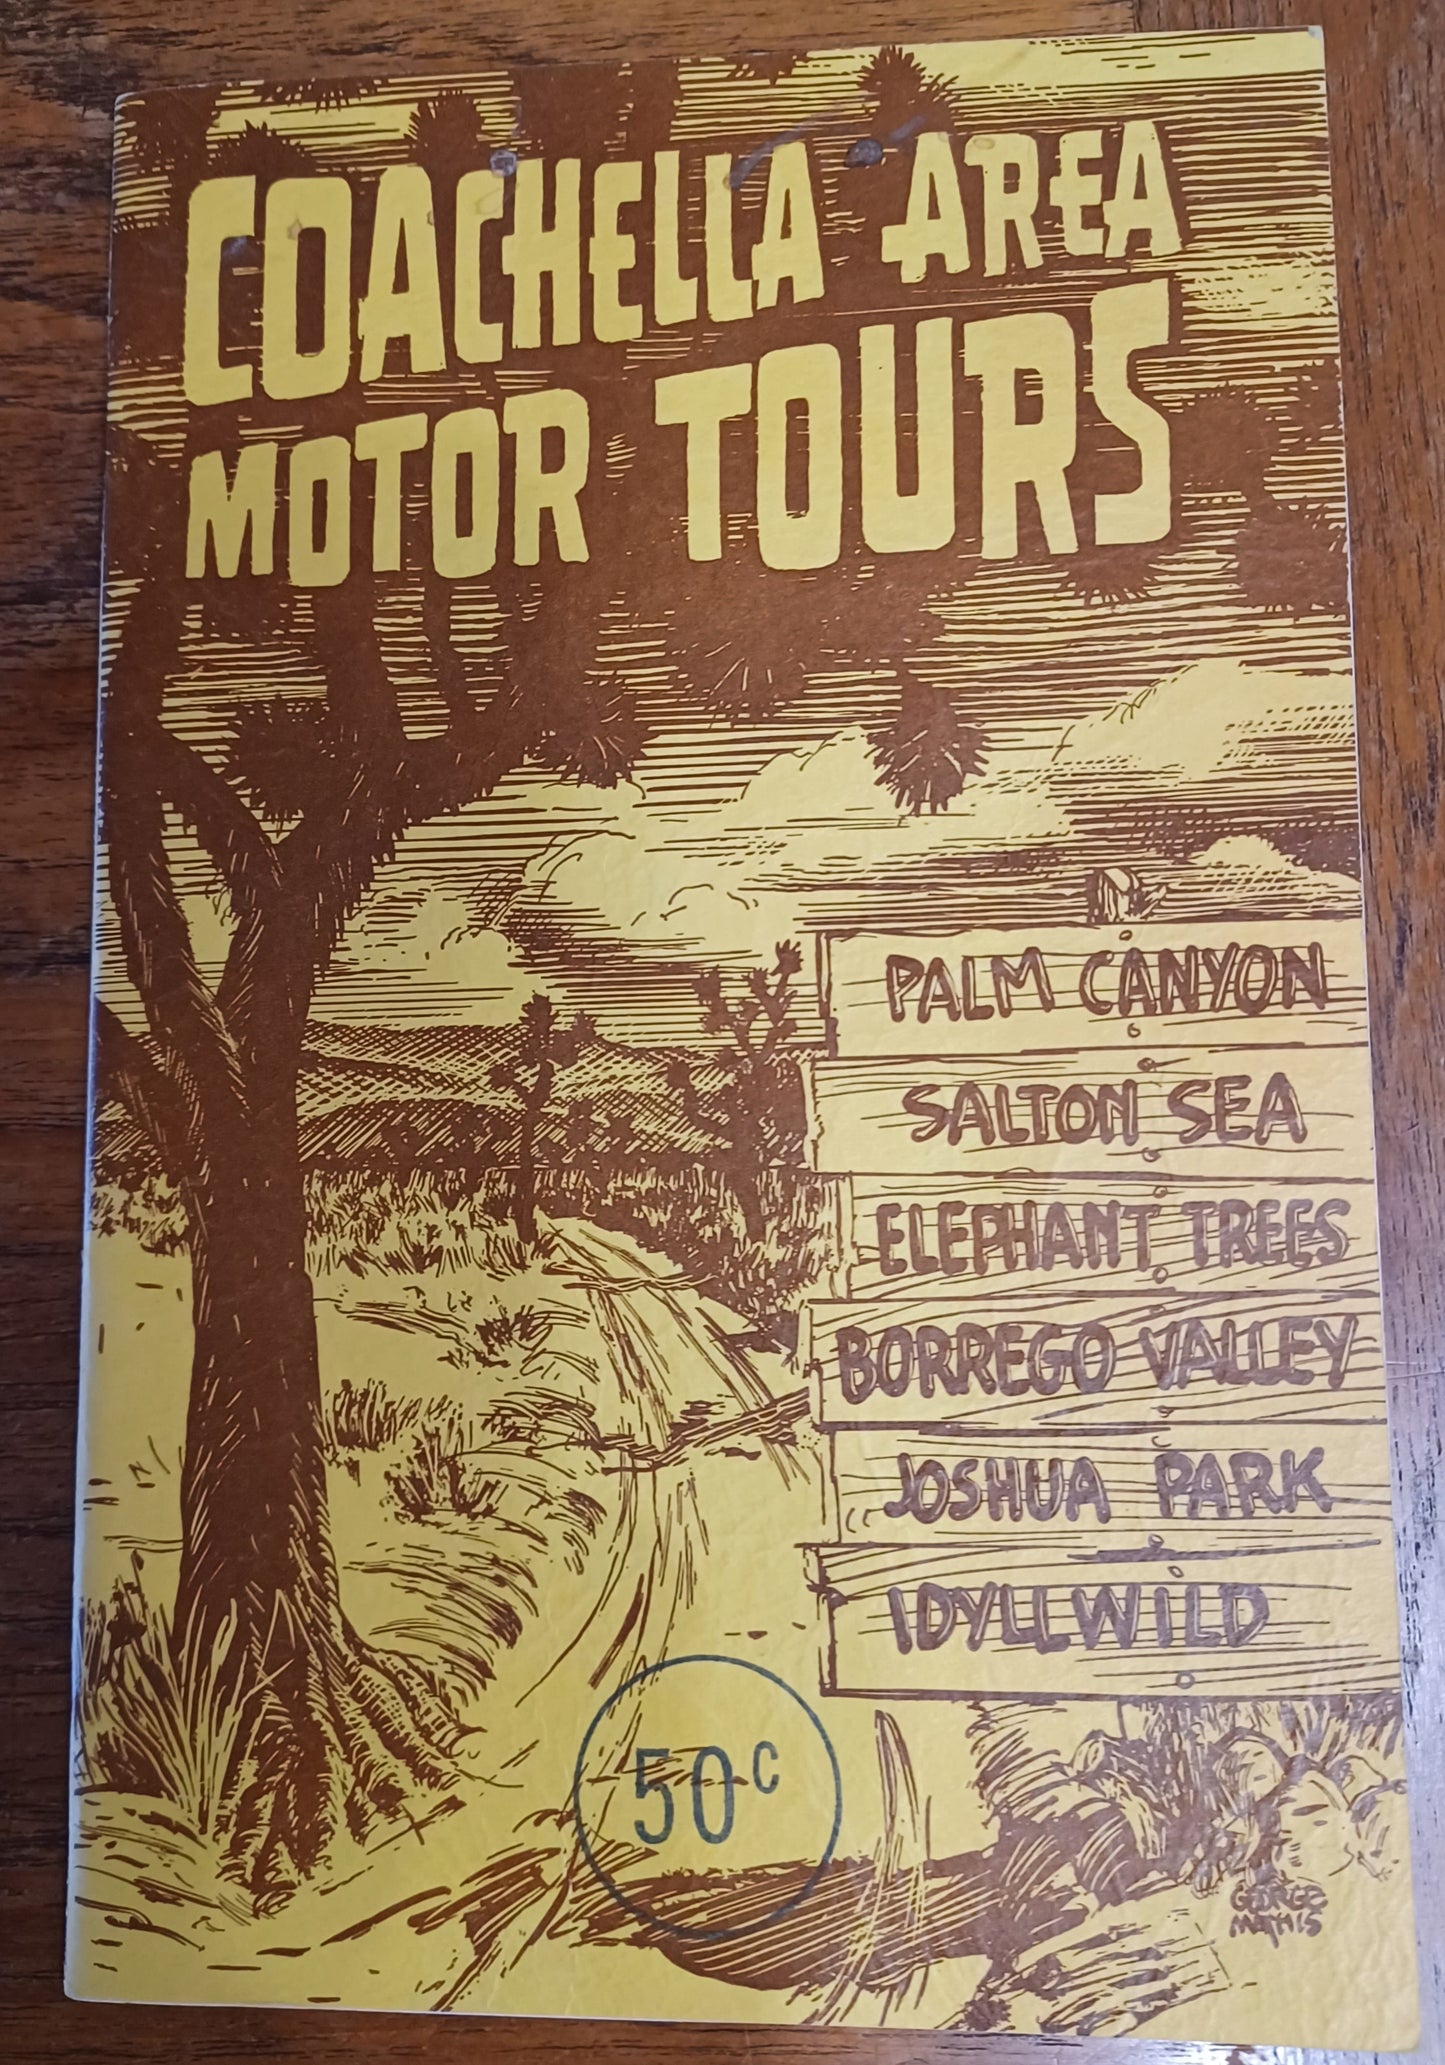 COACHELLA AREA
MOTOR TOURS
PALM CANYON
SALTON SEA
ELEPHANT TREES
BORREGO VALLEY
JOSHUA PARK
IDYLLWILD
50c
GEORGE
MATHIS